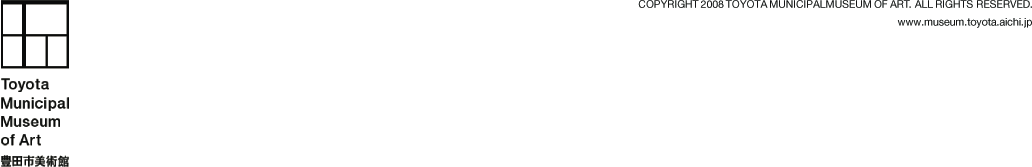 COPYRIGHT 2008 TOYOTA MUNICIPALMUSEUM OF ART. ALL RIGHTS RESERVED.
www.museum.toyota.aichi.jp
Toyota
Municipal
Museum
of Art
豊田市美術館